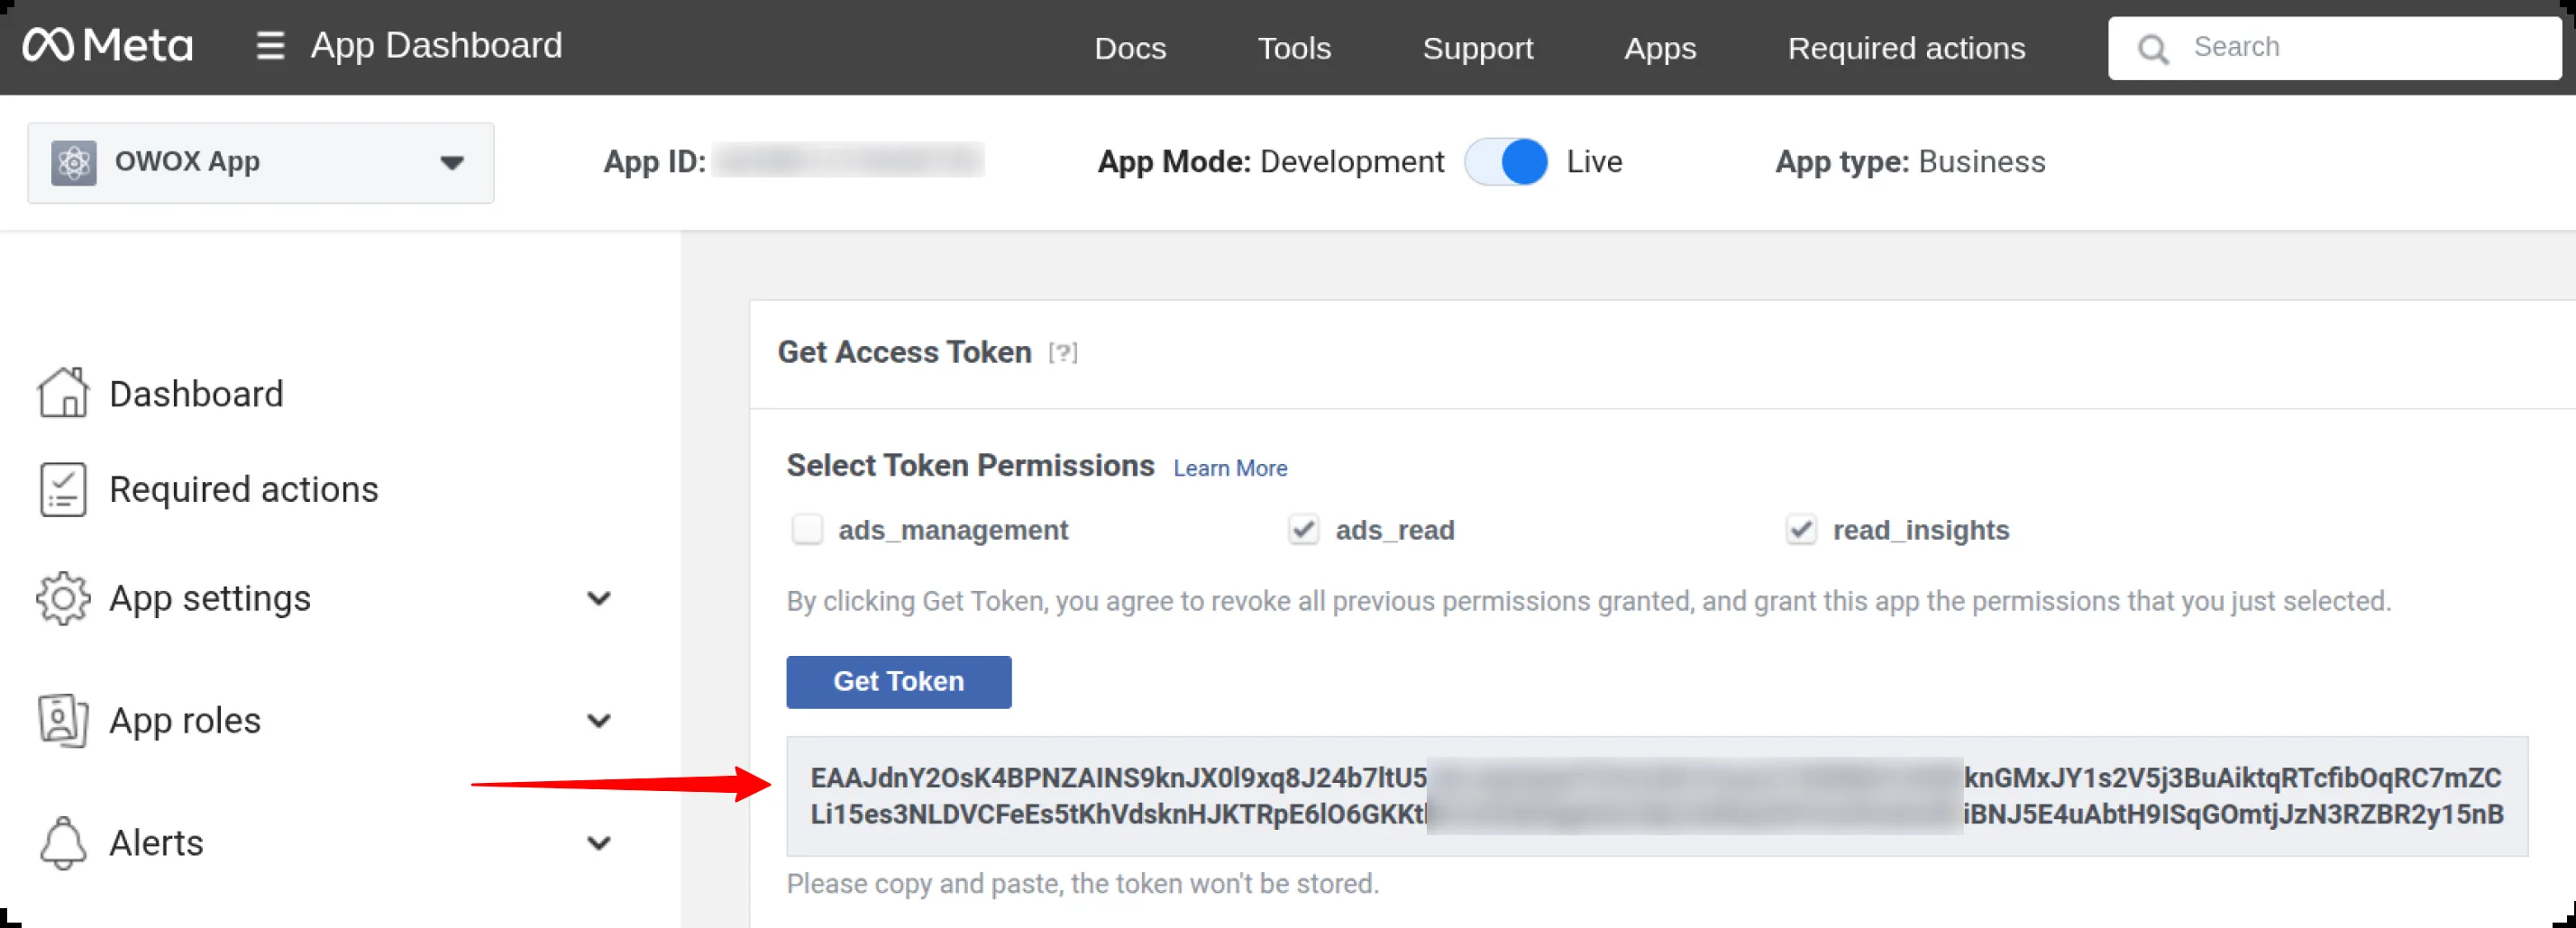 Meta App Dashboard Docs Tools Support Apps Required actions Search
OWOX App App ID: App Mode: Development Live App type: Business
Get Access Token [?]
Dashboard
Select Token Permissions Learn More
Required actions
ads_management ads_read read_insights
App settings
By clicking Get Token, you agree to revoke all previous permissions granted, and grant this app the permissions that you just selected.
Get Token
App roles
EAAJdnY2OsK4BPNZAINS9knJX0l9xq8J24b7ltU5 knGMxJY1s2V5j3BuAiktqRTcfibOqRC7mZC
Li15es3NLDVCFeEs5tKhVdsknHJKTRpE6lO6GKKt iBNJ5E4uAbtH9ISqGOmtjJzN3RZBR2y15nB
Alerts
Please copy and paste, the token won't be stored.